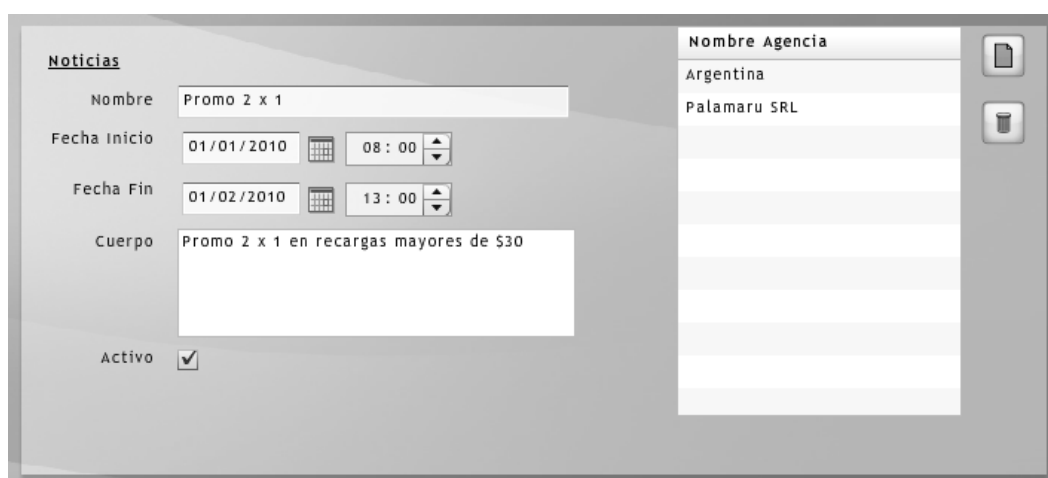 Noticias
Nombre Promo 2 x 1
Fecha Inicio 01/01/2010 08: 00
Fecha Fin 01/02/2010 13: 00
Cuerpo Promo 2 x 1 en recargas mayores de $30
Activo
Nombre Agencia
Argentina
Palamaru SRL